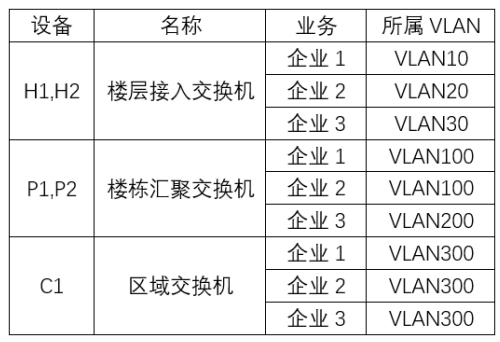 设备 名称 业务 所属 VLAN
H1,H2 楼层接入交换机 企业 1 VLAN10
企业 2 VLAN20
企业 3 VLAN30
P1,P2 楼栋汇聚交换机 企业 1 VLAN100
企业 2 VLAN100
企业 3 VLAN200
C1 区域交换机 企业 1 VLAN300
企业 2 VLAN300
企业 3 VLAN300